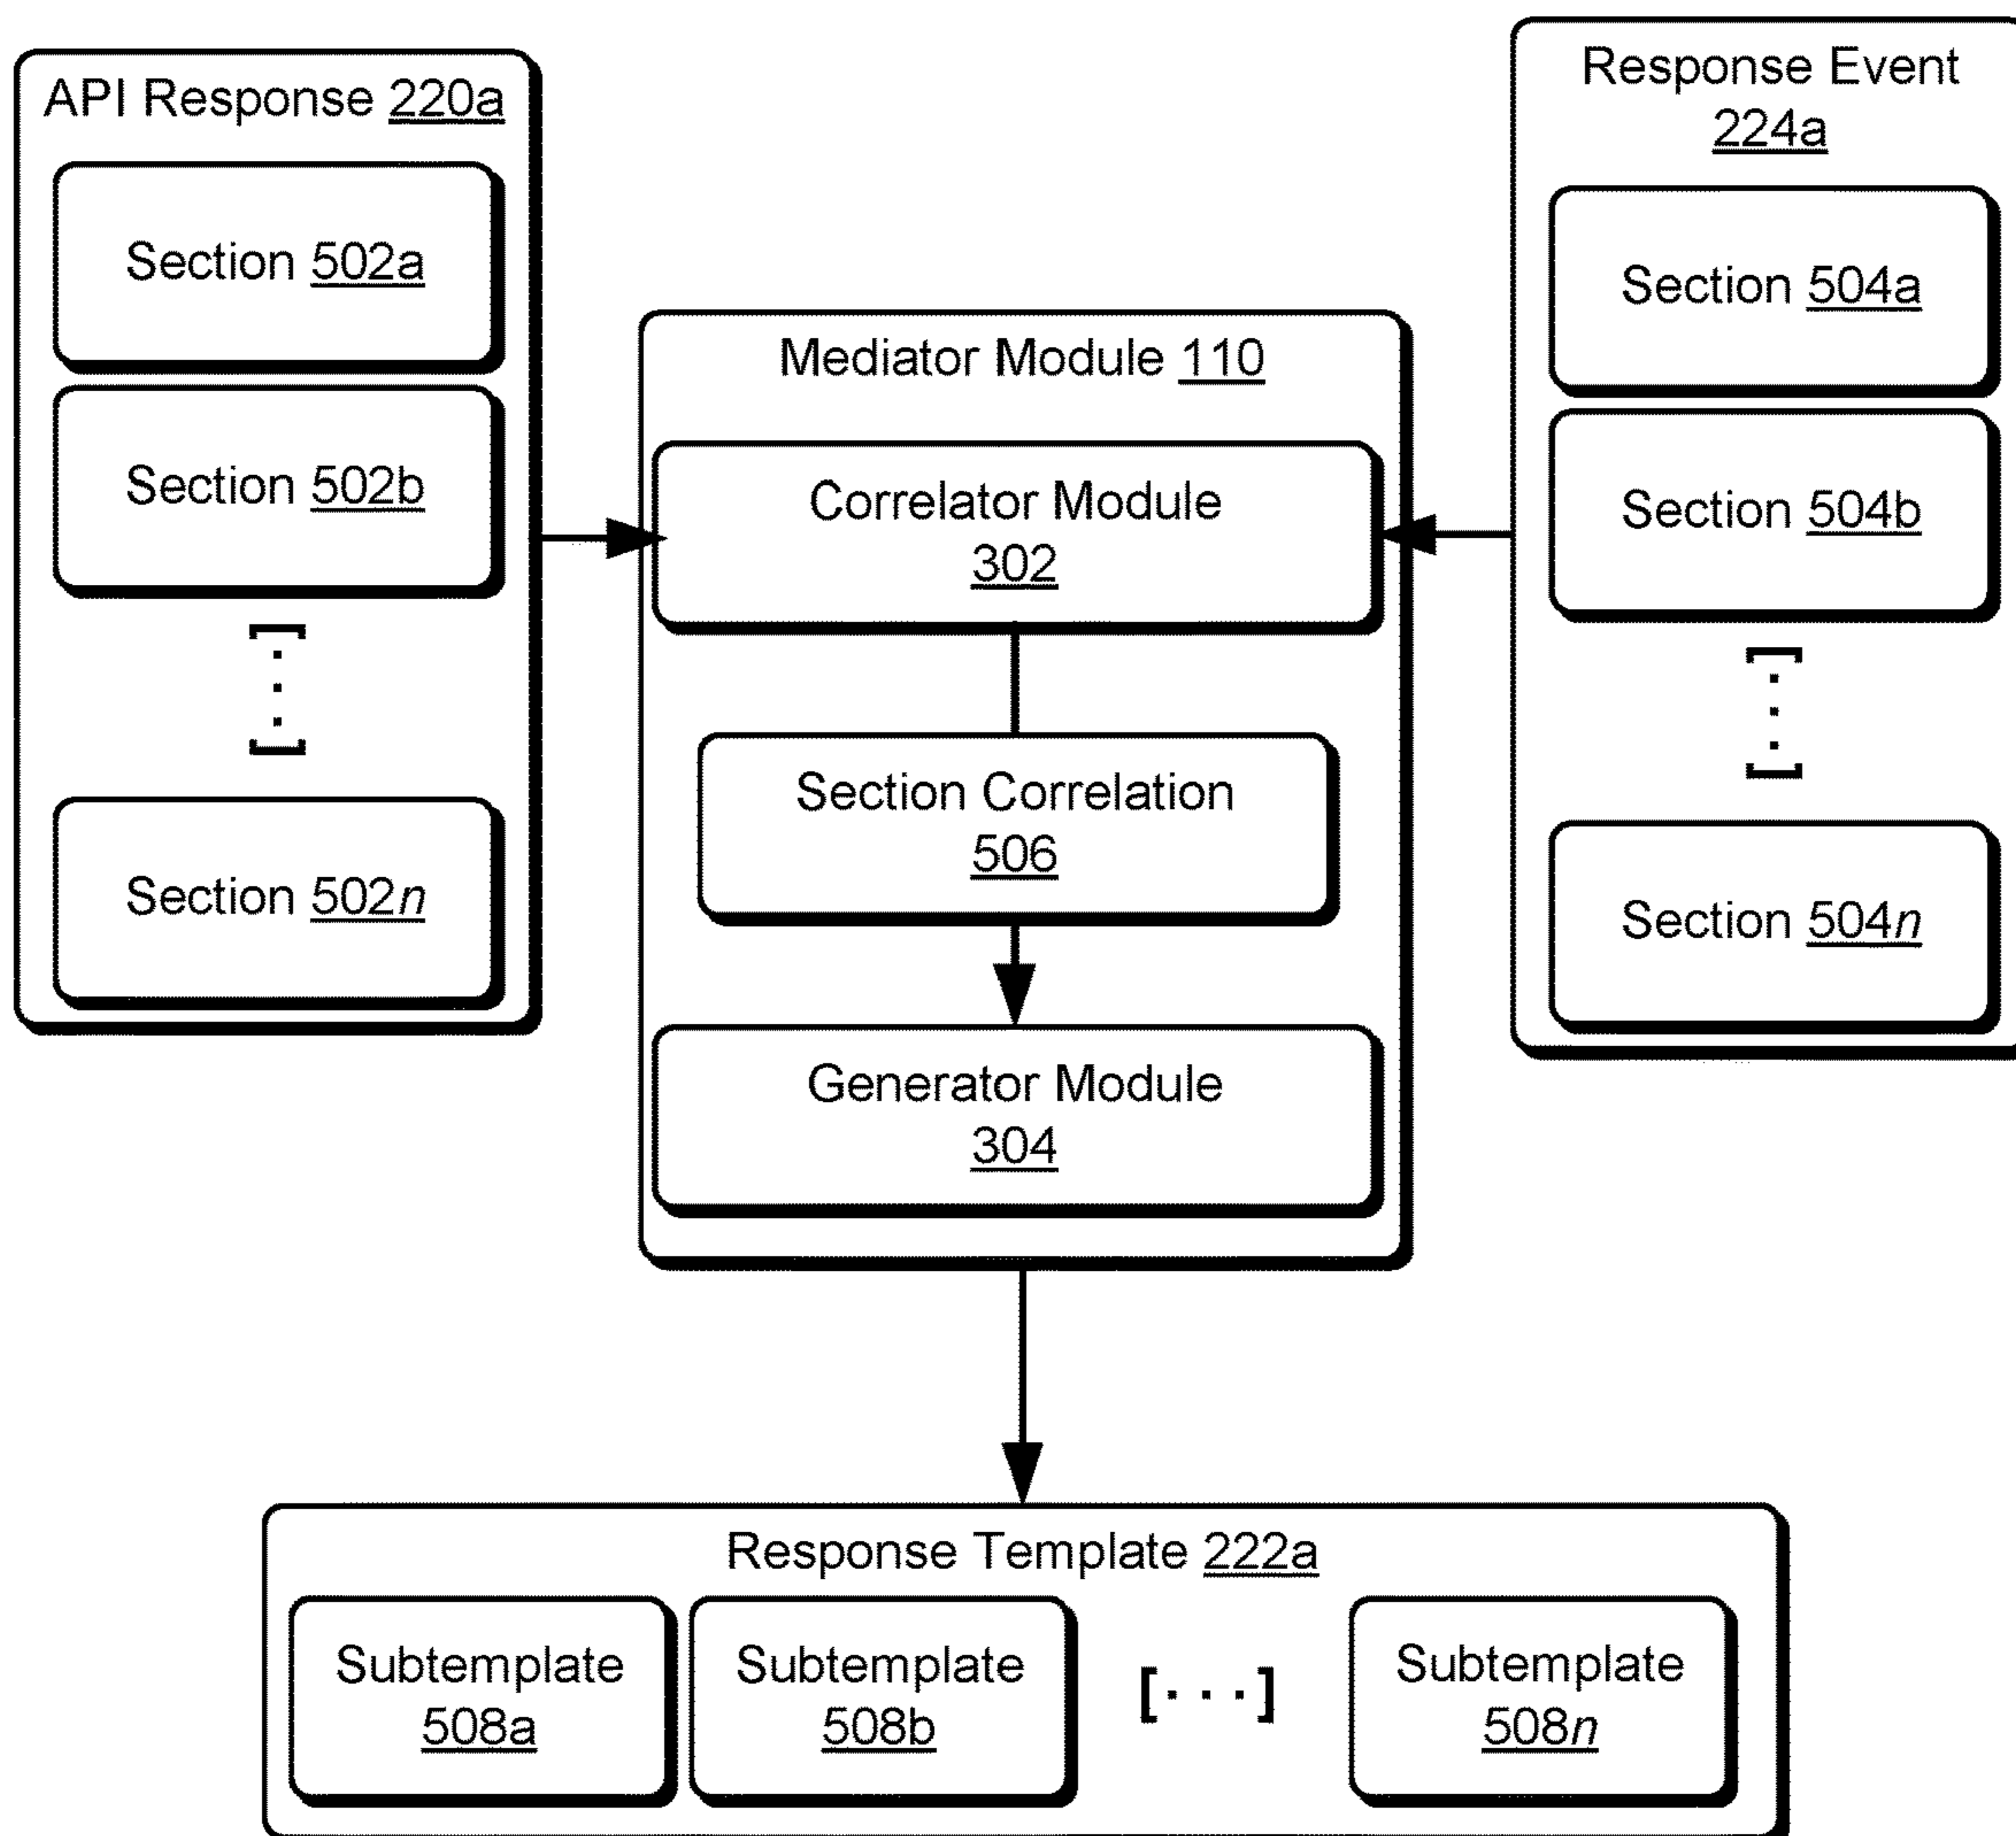 API Response 220a
Section 502a
Section 502b
[···]
Section 502n
Mediator Module 110
Correlator Module
302
Section Correlation
506
Generator Module
304
Response Event
224a
Section 504a
Section 504b
[···]
Section 504n
Response Template 222a
Subtemplate
508a
Subtemplate
508b
[···]
Subtemplate
508n